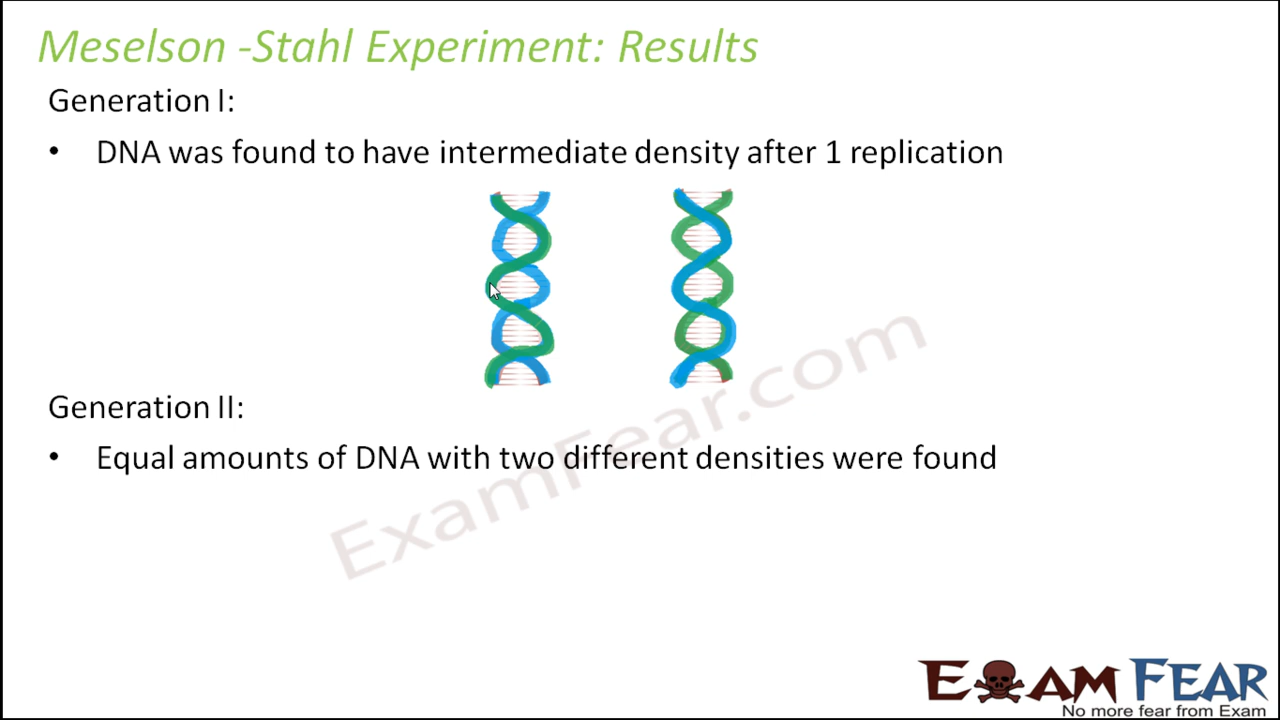 Meselson -Stahl Experiment: Results
Generation I:
• DNA was found to have intermediate density after 1 replication
Generation II:
• Equal amounts of DNA with two different densities were found
ExamFear.com
EXAM FEAR
No more fear from Exam